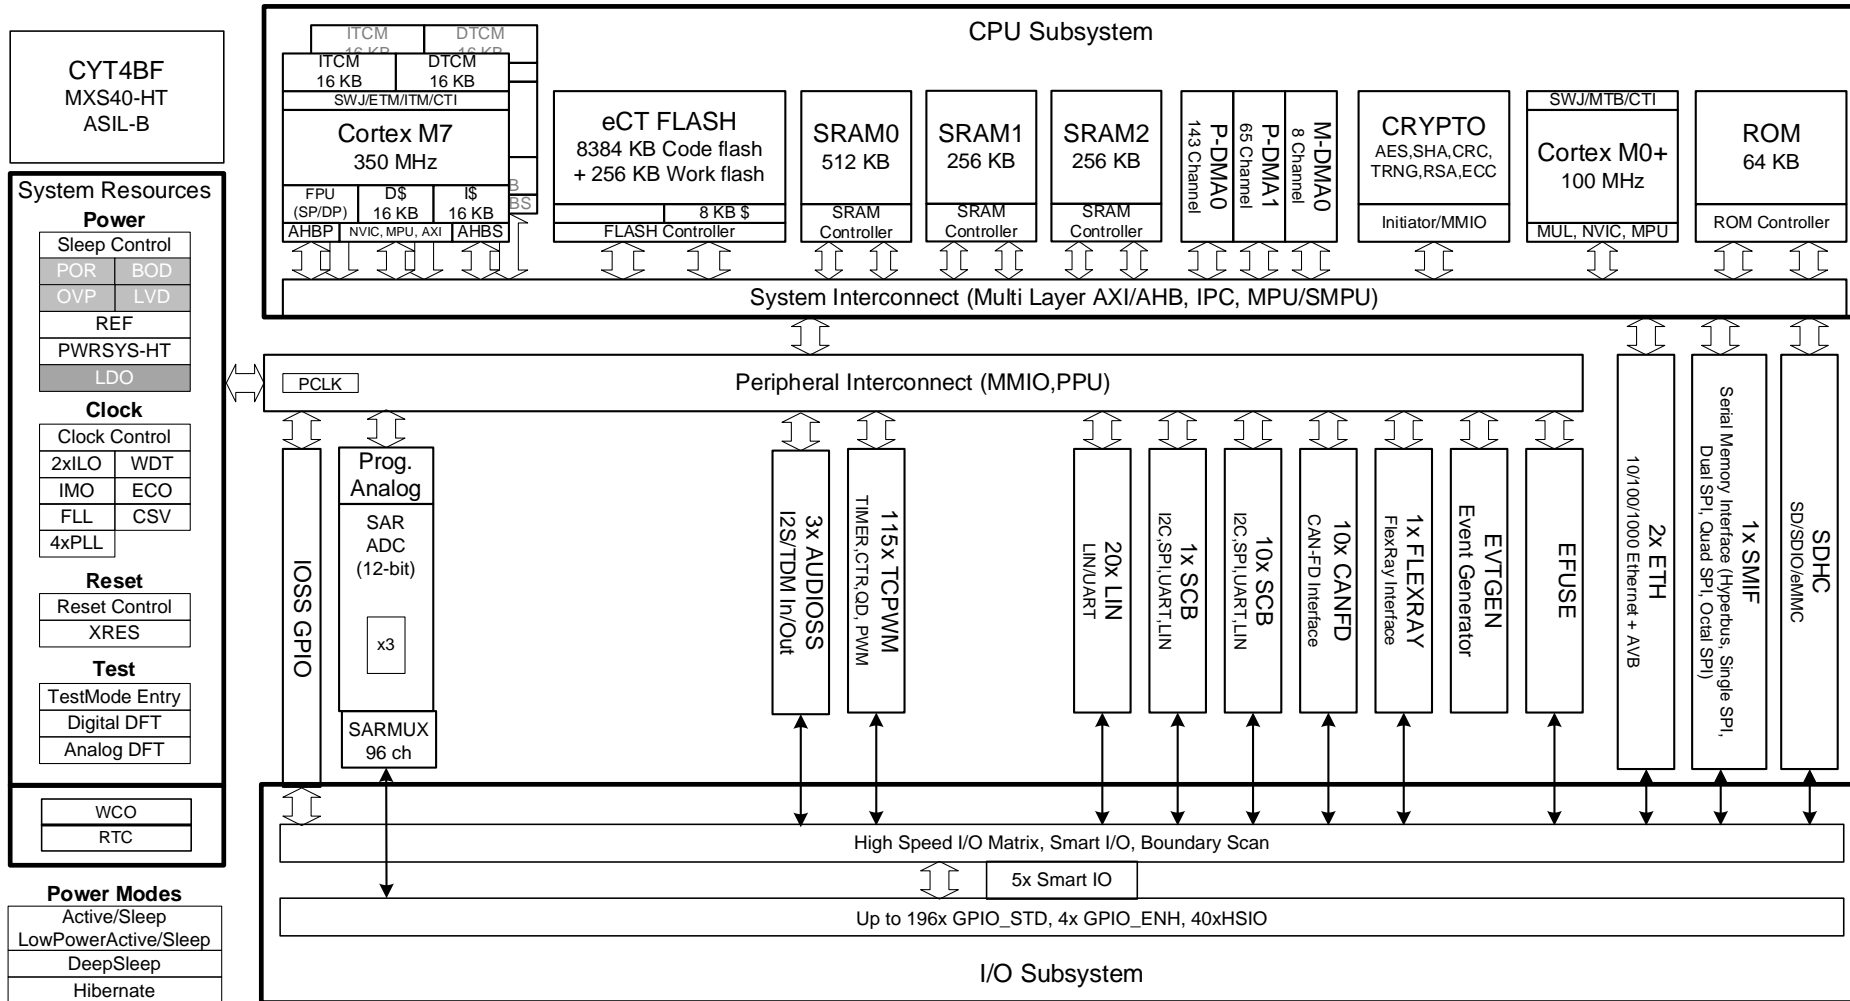 CYT4BF
MXS40-HT
ASIL-B
System Resources
Power
Sleep Control
POR BOD
OVP LVD
REF
PWRSYS-HT
LDO
Clock
Clock Control
2xILO WDT
IMO ECO
FLL CSV
4xPLL
Reset
Reset Control
XRES
Test
TestMode Entry
Digital DFT
Analog DFT
WCO
RTC
Power Modes
Active/Sleep
LowPowerActive/Sleep
DeepSleep
Hibernate
CPU Subsystem
ITCM DTCM
16 KB 16 KB
ITCM DTCM
16 KB 16 KB
SWJ/ETM/ITM/CTI
Cortex M7
350 MHz
FPU D$ I$
(SP/DP) 16 KB 16 KB
AHBP NVIC, MPU, AXI AHBS
B
BS
eCT FLASH
8384 KB Code flash
+ 256 KB Work flash
8 KB $
FLASH Controller
SRAM0
512 KB
SRAM
Controller
SRAM1
256 KB
SRAM
Controller
SRAM2
256 KB
SRAM
Controller
P-DMA0
143 Channel
P-DMA1
65 Channel
M-DMA0
8 Channel
CRYPTO
AES,SHA,CRC,
TRNG,RSA,ECC
Initiator/MMIO
SWJ/MTB/CTI
Cortex M0+
100 MHz
MUL, NVIC, MPU
ROM
64 KB
ROM Controller
System Interconnect (Multi Layer AXI/AHB, IPC, MPU/SMPU)
PCLK
Peripheral Interconnect (MMIO,PPU)
IOSS GPIO
Prog.
Analog
SAR
ADC
(12-bit)
x3
SARMUX
96 ch
3x AUDIOSS
I2S/TDM In/Out
115x TCPWM
TIMER,CTR,QD, PWM
20x LIN
LIN/UART
1x SCB
I2C,SPI,UART,LIN
10x SCB
I2C,SPI,UART,LIN
10x CANFD
CAN-FD Interface
1x FLEXRAY
FlexRay Interface
EVTGEN
Event Generator
EFUSE
2x ETH
10/100/1000 Ethernet + AVB
1x SMIF
Serial Memory Interface (Hyperbus, Single SPI,
Dual SPI, Quad SPI, Octal SPI)
SDHC
SD/SDIO/eMMC
High Speed I/O Matrix, Smart I/O, Boundary Scan
5x Smart IO
Up to 196x GPIO_STD, 4x GPIO_ENH, 40xHSIO
I/O Subsystem